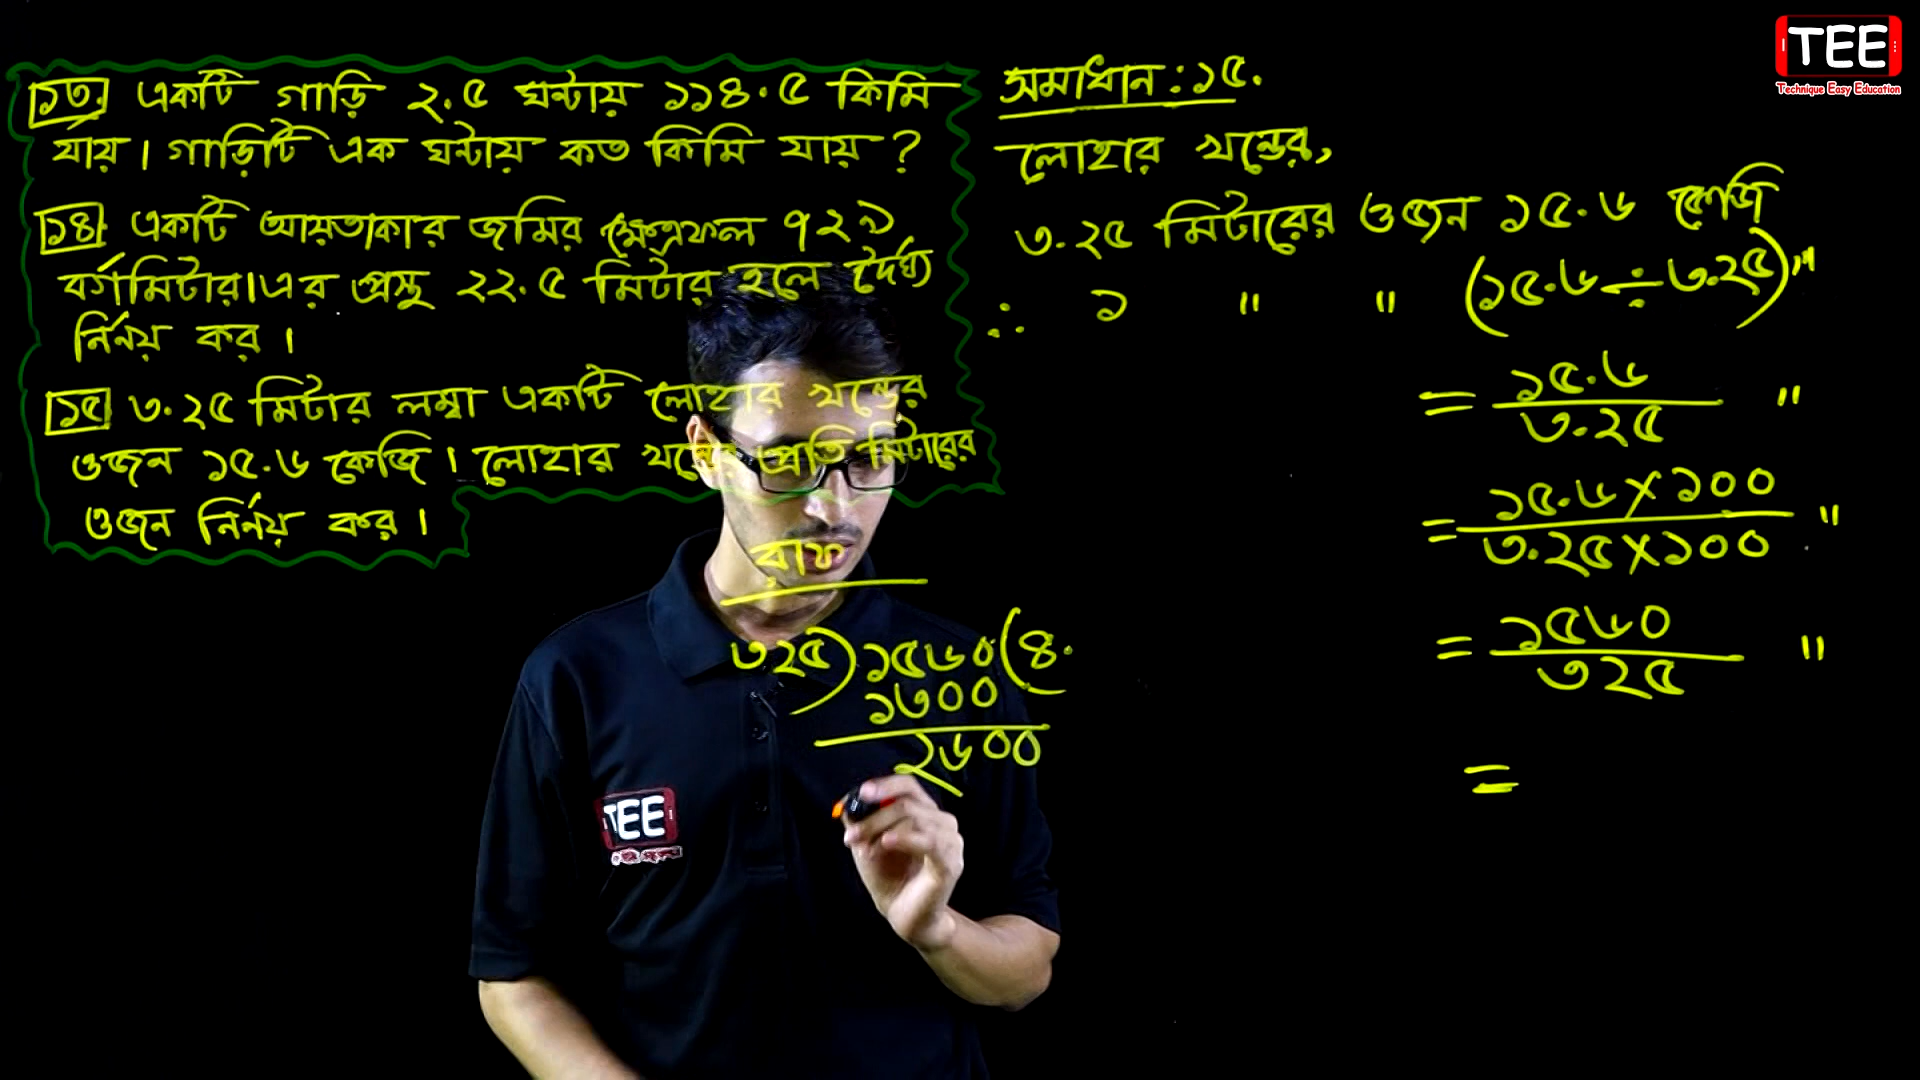 ১৩. একটি গাড়ি ২.৫ ঘন্টায় ১১৪.৫ কিমি
যায়। গাড়িটি এক ঘন্টায় কত কিমি যায়?
১৪. একটি আয়তাকার জমির ক্ষেত্রফল ৭২৯
বর্গমিটার।এর প্রস্থ ২২.৫ মিটার হলে দৈর্ঘ্য
নির্নয় কর।
১৫ ৩.২৫ মিটার লম্বা একটি লোহার খন্ডের
ওজন ১৫.৬ কেজি। লোহার খন্ডের প্রতি মিটারের
ওজন নির্নয় কর।
রাফ
৩২৫)১৫৬০(৪.
১৩০০
২৬০০
সমাধান:১৫.
লোহার খন্ডের,
৩.২৫ মিটারের ওজন ১৫.৬ কেজি
∴ ১ " " (১৫.৬÷৩.২৫)"
= ১৫.৬ "
৩.২৫
= ১৫.৬×১০০ "
৩.২৫×১০০
= ১৫৬০ "
৩২৫
=
TEE
Technique Easy Education
TEE